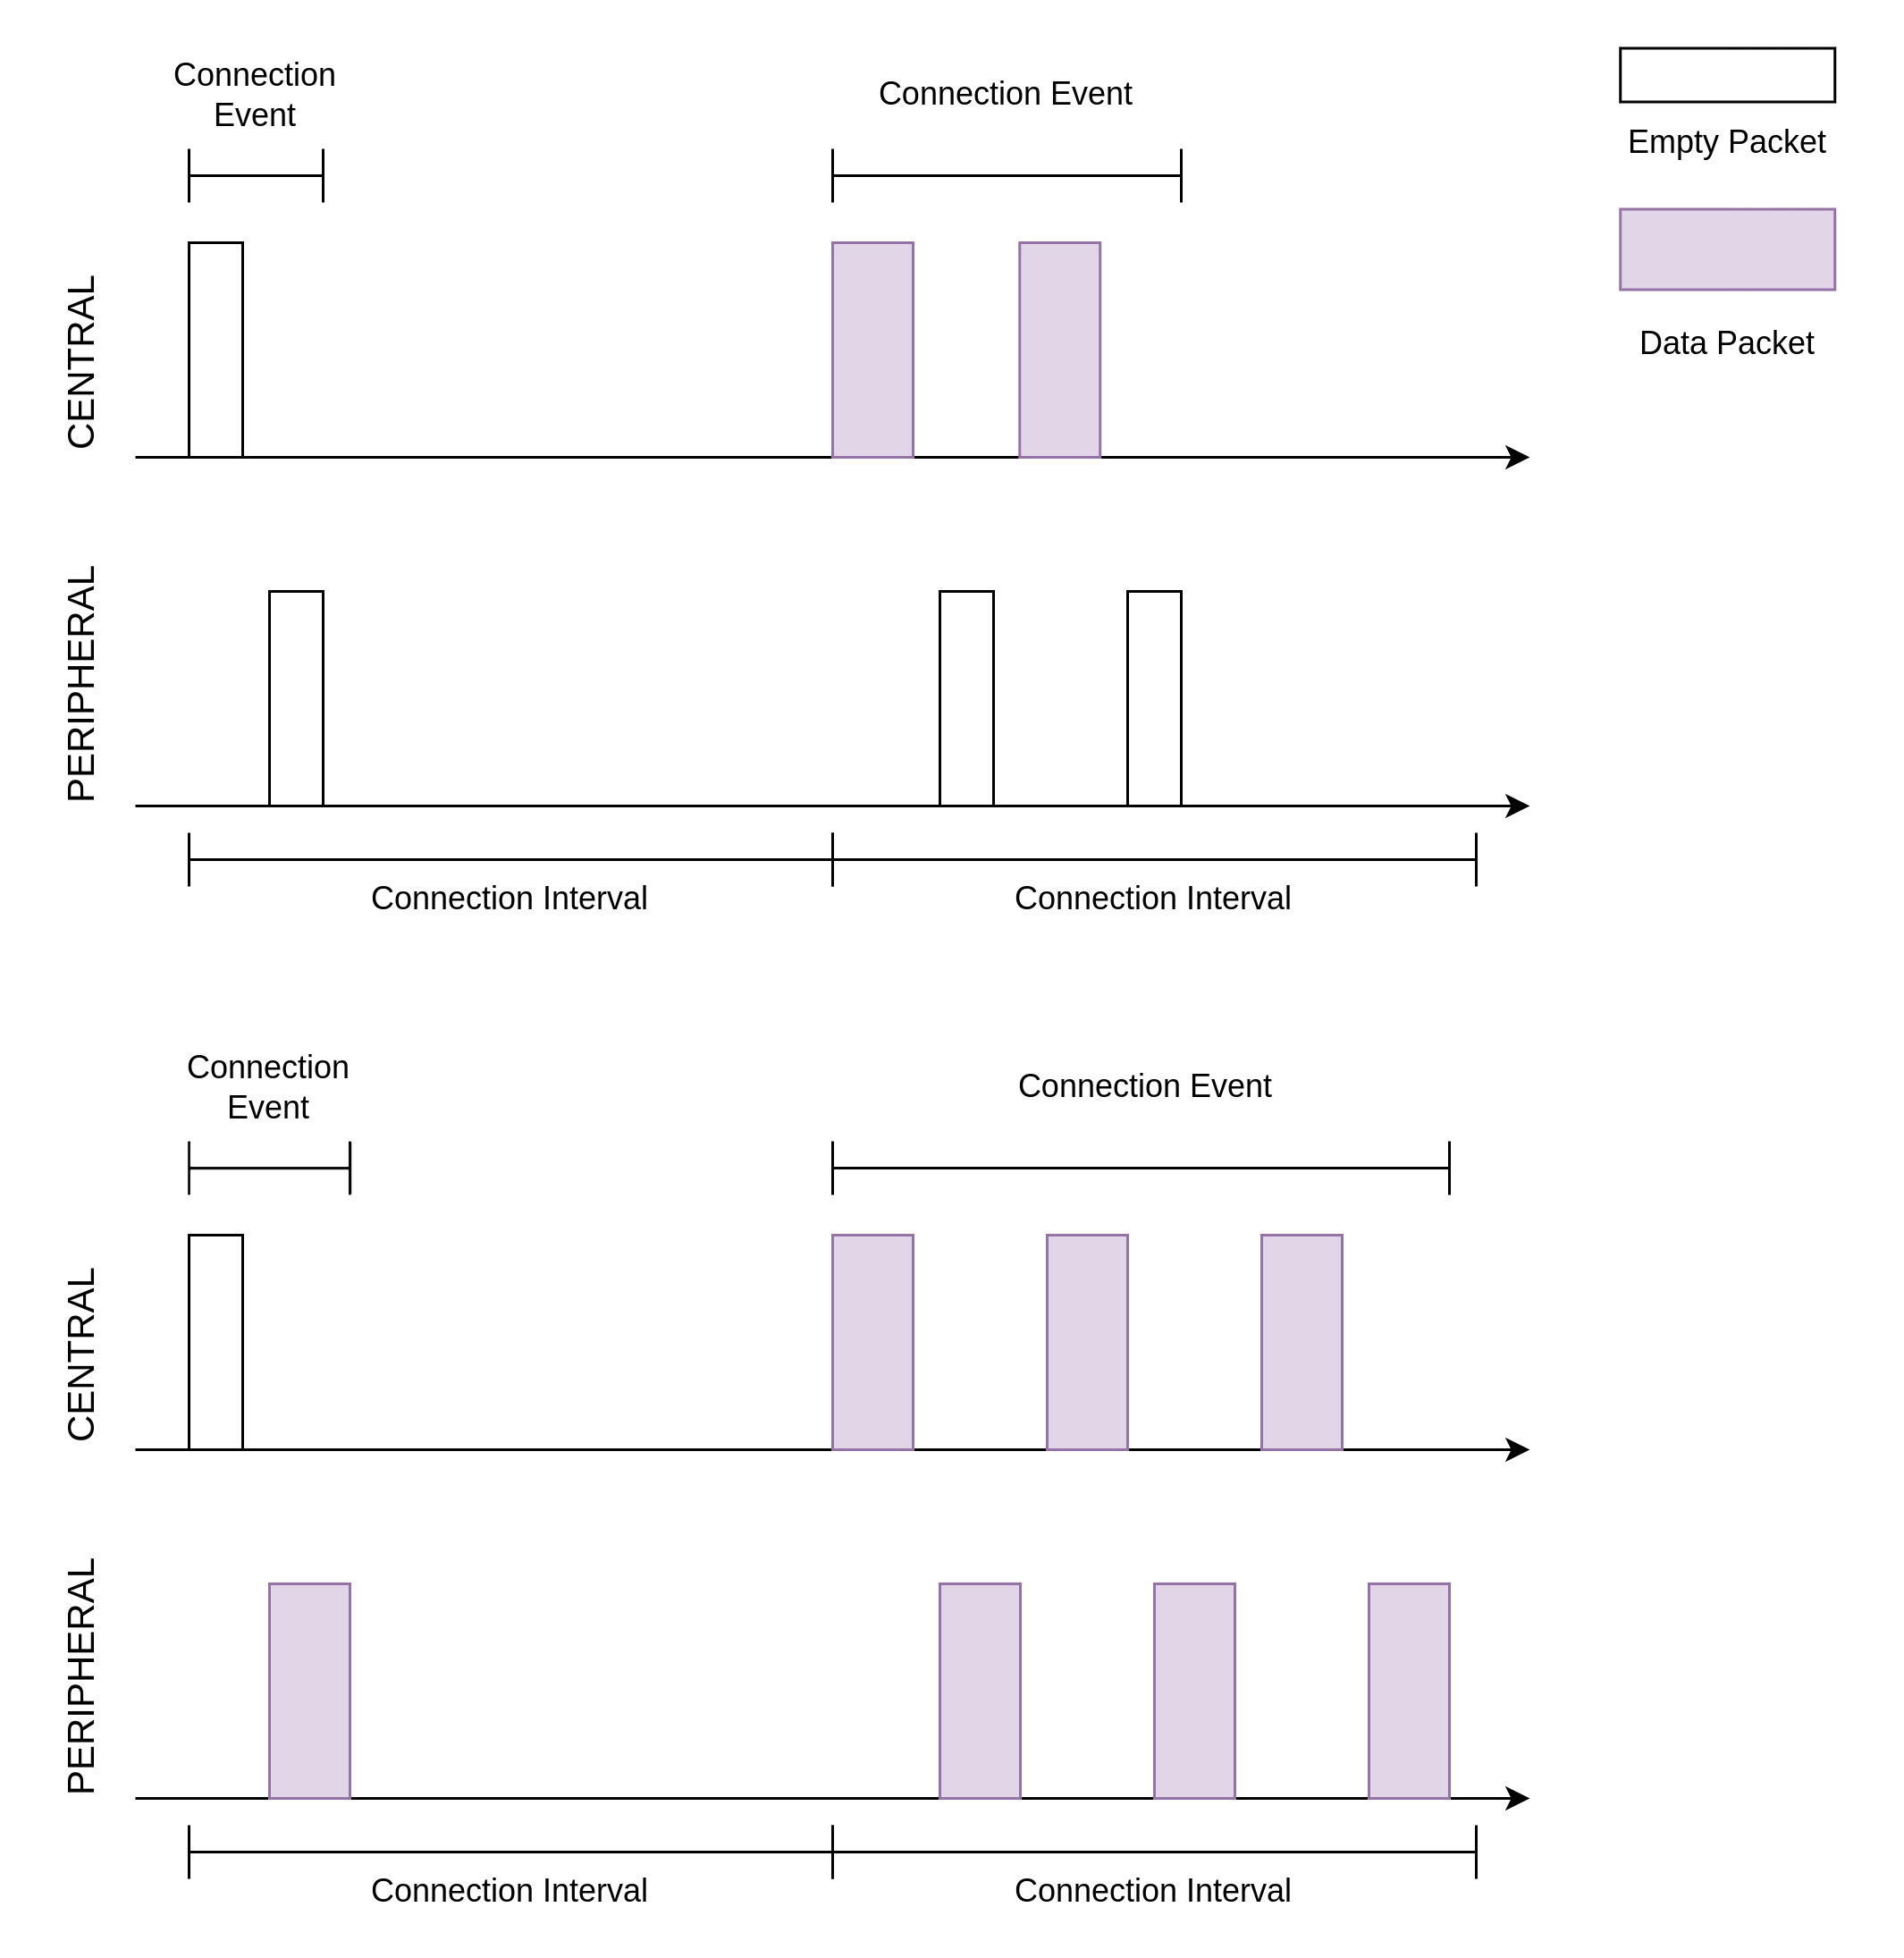 Connection
Event
Connection Event
Empty Packet
Data Packet
CENTRAL
PERIPHERAL
Connection Interval
Connection Interval
Connection
Event
Connection Event
CENTRAL
PERIPHERAL
Connection Interval
Connection Interval